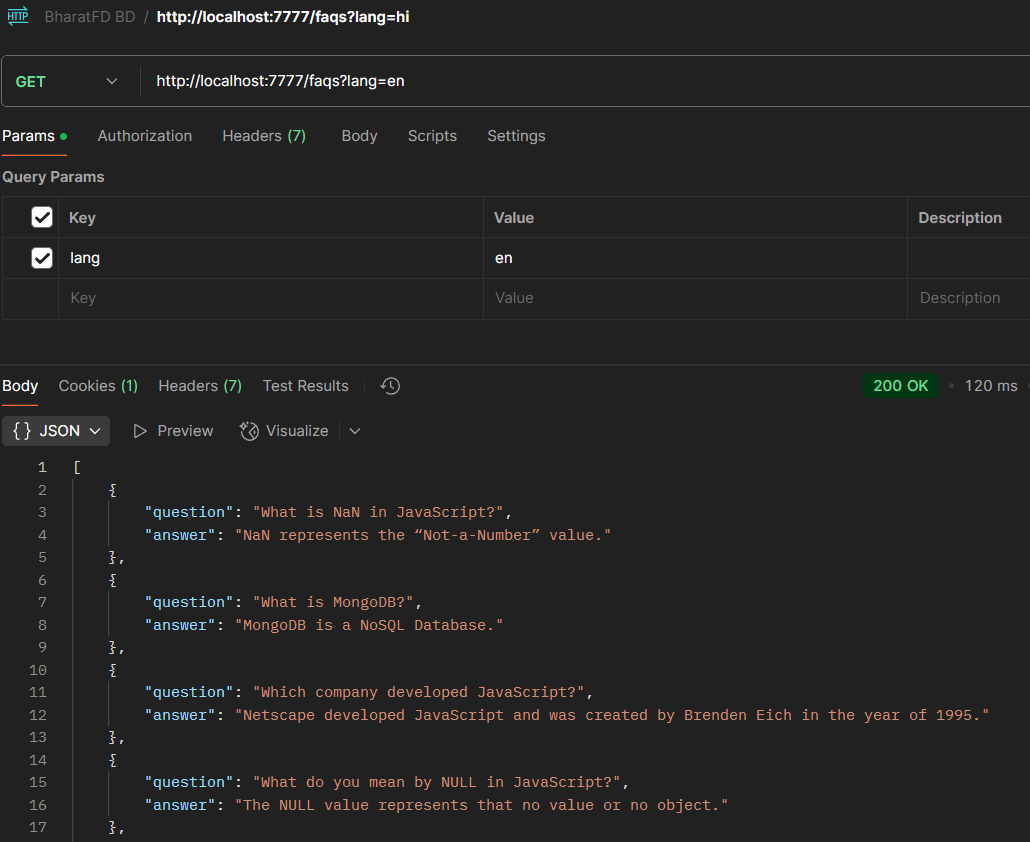 HTTP BharatFD BD / http://localhost:7777/faqs?lang=hi
GET http://localhost:7777/faqs?lang=en
Params Authorization Headers (7) Body Scripts Settings
Query Params
Key Value Description
lang en
Key Value Description
Body Cookies (1) Headers (7) Test Results 200 OK • 120 ms
{} JSON Preview Visualize
1 [
2 {
3 "question": "What is NaN in JavaScript?",
4 "answer": "NaN represents the “Not-a-Number” value."
5 },
6 {
7 "question": "What is MongoDB?",
8 "answer": "MongoDB is a NoSQL Database."
9 },
10 {
11 "question": "Which company developed JavaScript?",
12 "answer": "Netscape developed JavaScript and was created by Brenden Eich in the year of 1995."
13 },
14 {
15 "question": "What do you mean by NULL in JavaScript?",
16 "answer": "The NULL value represents that no value or no object."
17 },